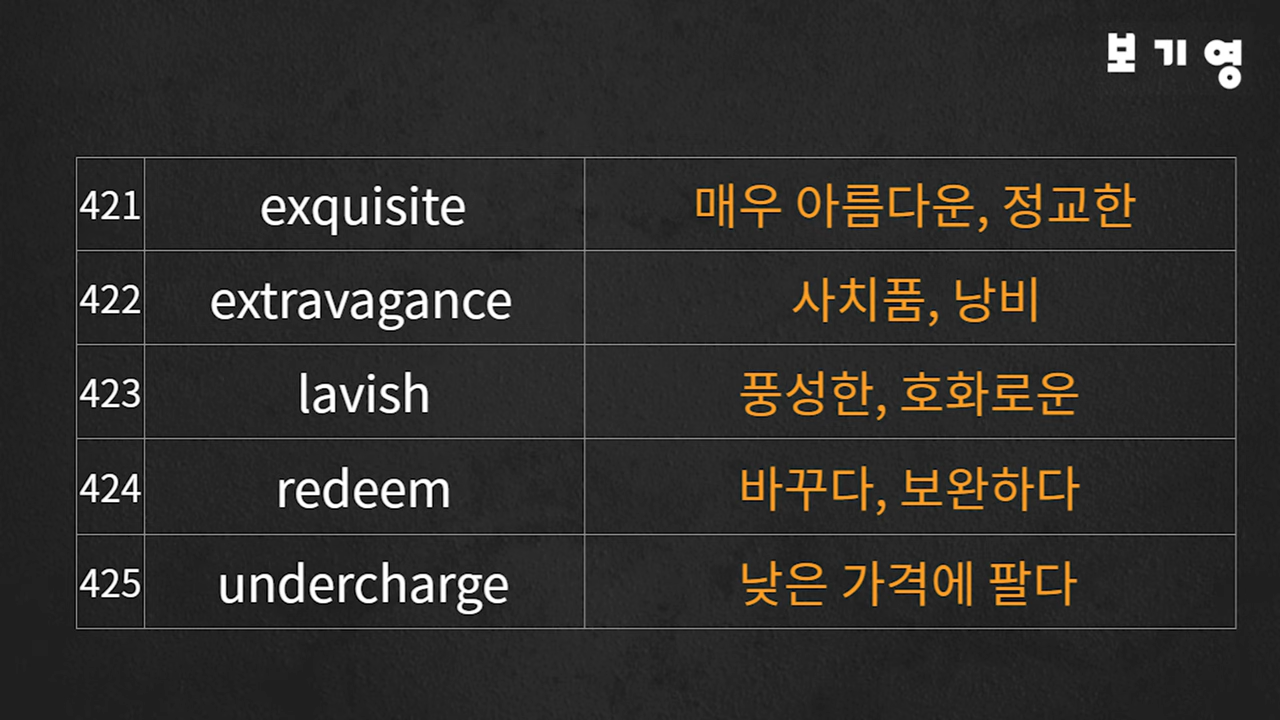 보기영
421 exquisite 매우 아름다운, 정교한
422 extravagance 사치품, 낭비
423 lavish 풍성한, 호화로운
424 redeem 바꾸다, 보완하다
425 undercharge 낮은 가격에 팔다